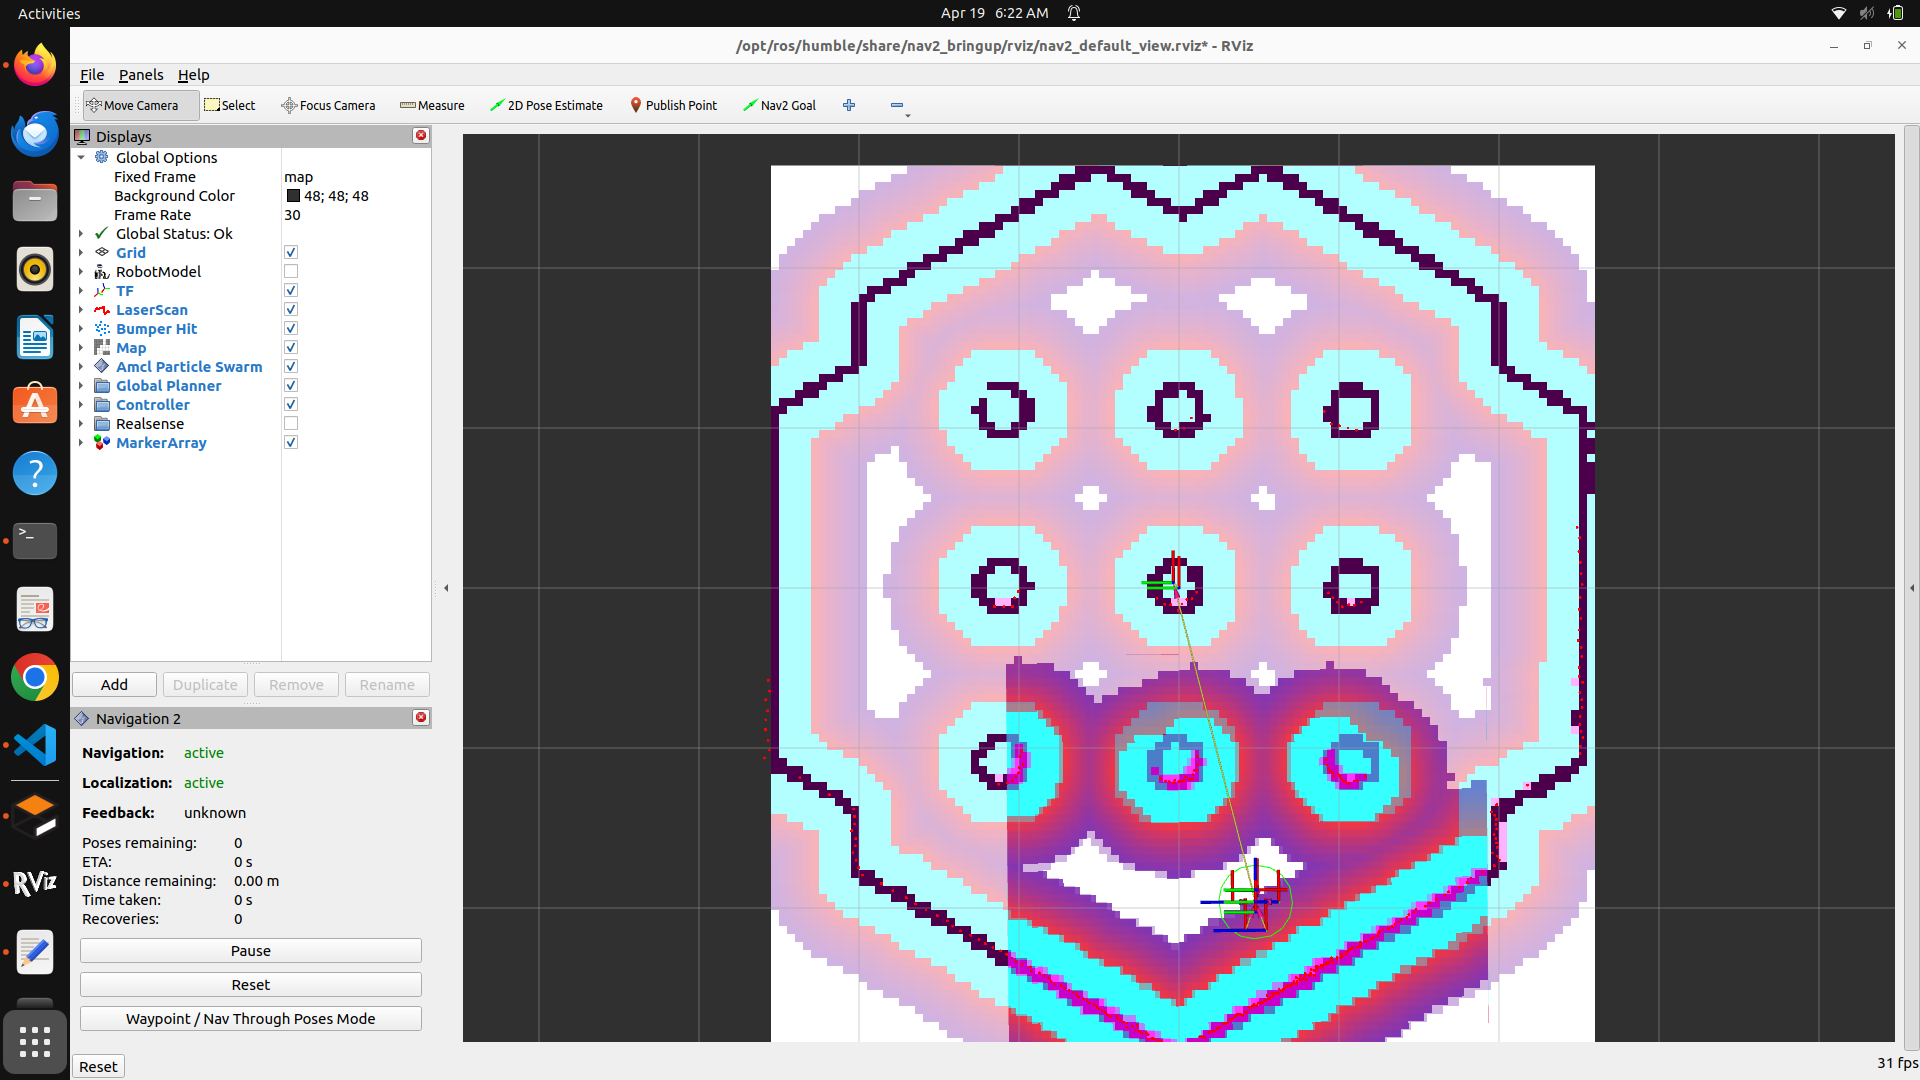 Activities
Apr 19 6:22 AM
/opt/ros/humble/share/nav2_bringup/rviz/nav2_default_view.rviz* - RViz
File Panels Help
Move Camera Select Focus Camera Measure 2D Pose Estimate Publish Point Nav2 Goal
Displays
Global Options
Fixed Frame map
Background Color 48; 48; 48
Frame Rate 30
Global Status: Ok
Grid
RobotModel
TF
LaserScan
Bumper Hit
Map
Amcl Particle Swarm
Global Planner
Controller
Realsense
MarkerArray
Add Duplicate Remove Rename
Navigation 2
Navigation: active
Localization: active
Feedback: unknown
Poses remaining: 0
ETA: 0 s
Distance remaining: 0.00 m
Time taken: 0 s
Recoveries: 0
Pause
RViz
Reset
Waypoint / Nav Through Poses Mode
Reset
31 fps